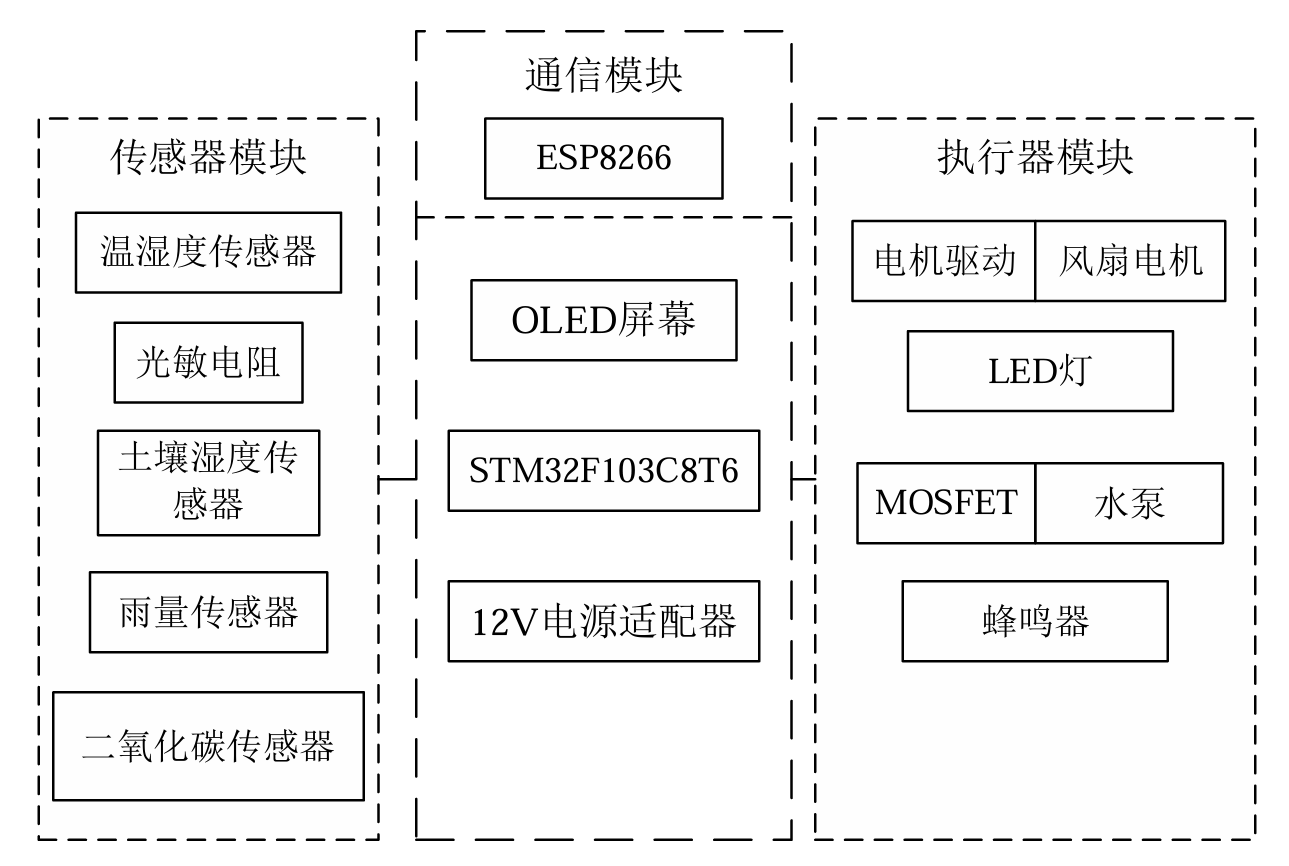 通信模块
ESP8266
传感器模块
温湿度传感器
光敏电阻
土壤湿度传
感器
雨量传感器
二氧化碳传感器
OLED屏幕
STM32F103C8T6
12V电源适配器
执行器模块
电机驱动 风扇电机
LED灯
MOSFET 水泵
蜂鸣器